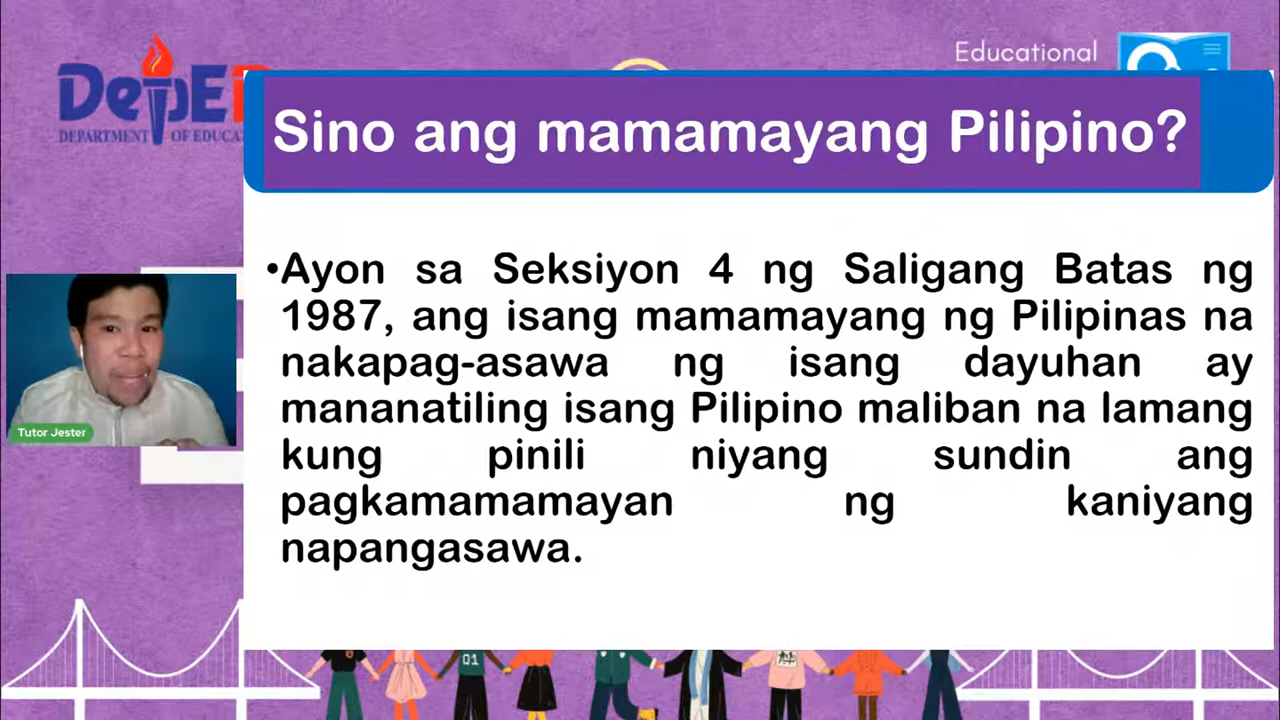 DepE
DEPARTMENT OF EDUCA
Educational
Sino ang mamamayang Pilipino?
•Ayon sa Seksiyon 4 ng Saligang Batas ng
1987, ang isang mamamayang ng Pilipinas na
nakapag-asawa ng isang dayuhan ay
mananatiling isang Pilipino maliban na lamang
kung pinili niyang sundin ang
pagkamamamayan ng kaniyang
napangasawa.
Tutor Jester
01